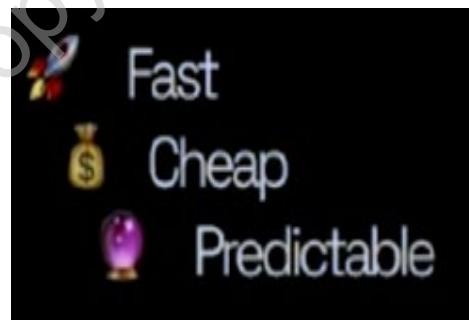 🚀 Fast
💰 Cheap
🔮 Predictable